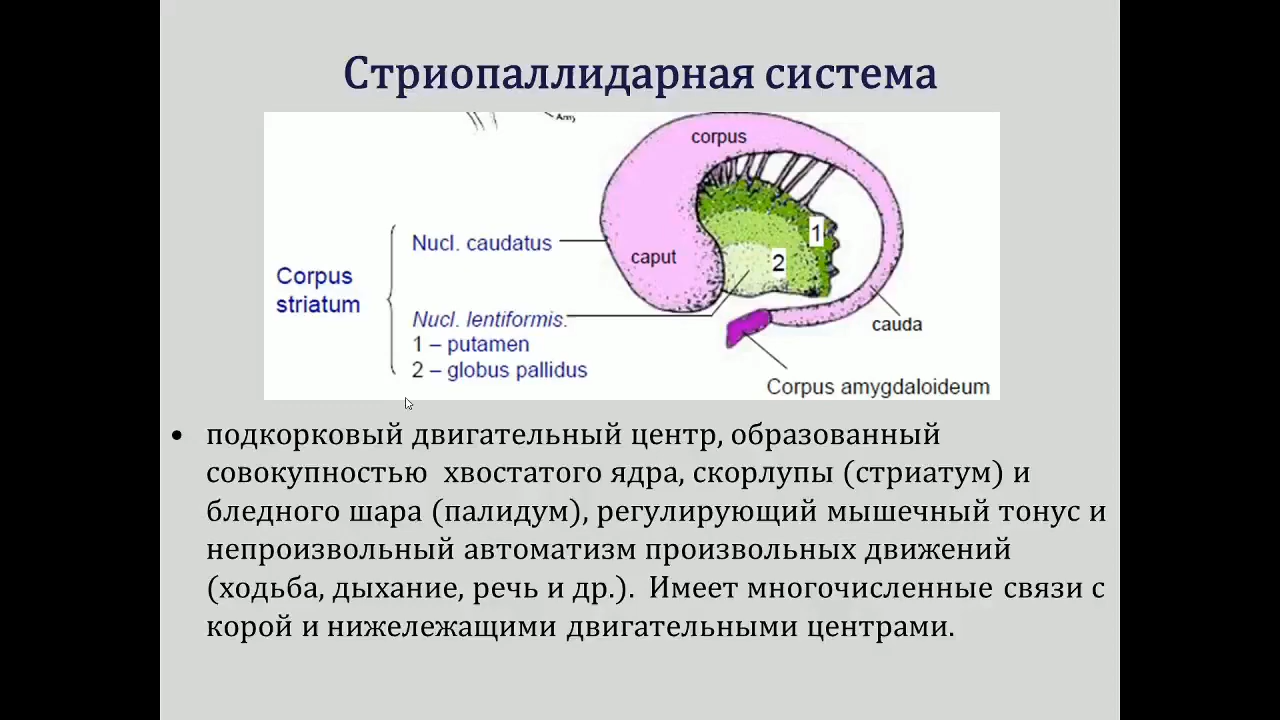 Стриопаллидарная система
Army
corpus
Nucl. caudatus
caput
Corpus
striatum
Nucl. lentiformis.
1 – putamen
2 – globus pallidus
1
2
cauda
Corpus amygdaloideum
• подкорковый двигательный центр, образованный
совокупностью хвостатого ядра, скорлупы (стриатум) и
бледного шара (палидум), регулирующий мышечный тонус и
непроизвольный автоматизм произвольных движений
(ходьба, дыхание, речь и др.). Имеет многочисленные связи с
корой и нижележащими двигательными центрами.